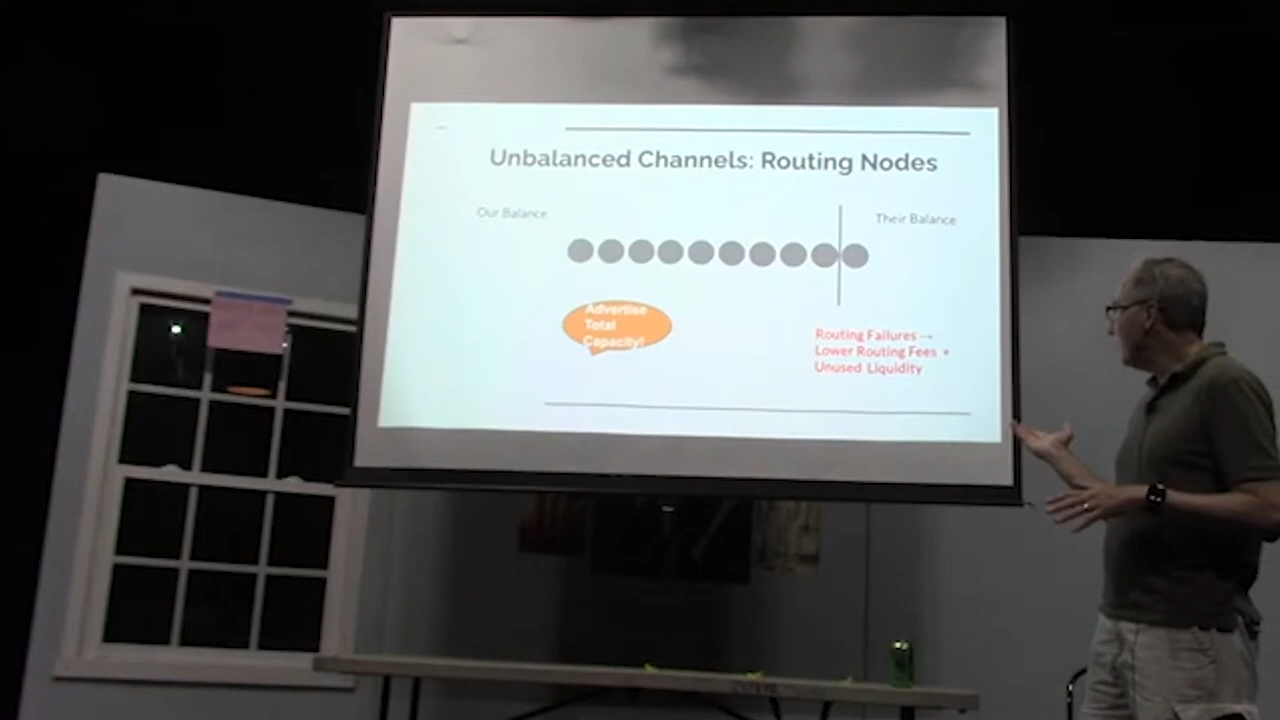 Unbalanced Channels: Routing Nodes
Our Balance
Their Balance
Advertise
Total
Capacity!
Routing Failures →
Lower Routing Fees +
Unused Liquidity